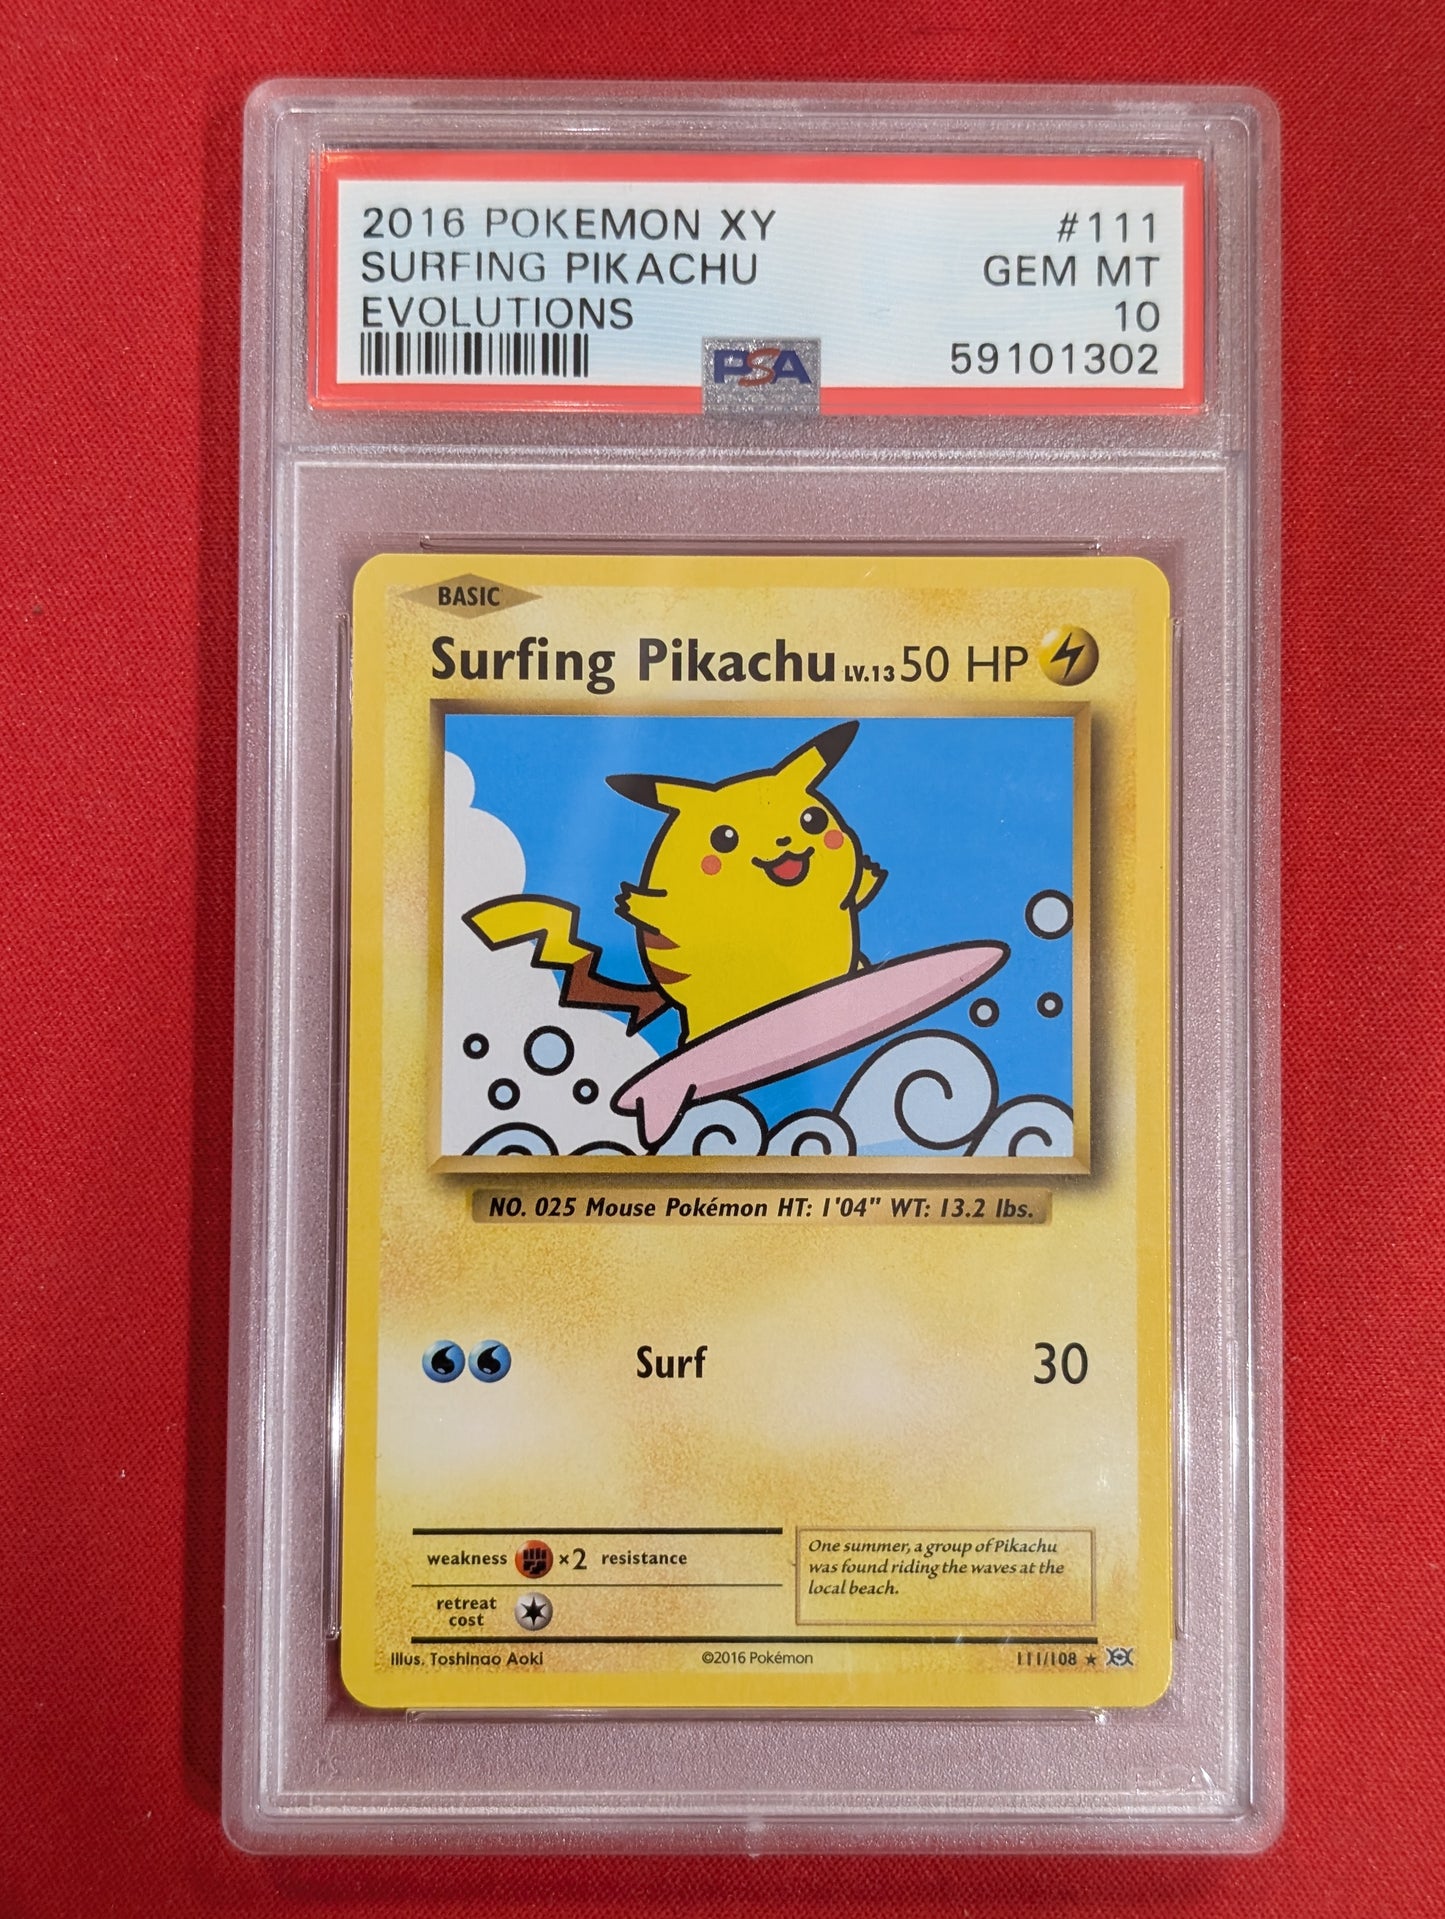 2016 POKEMON XY #111
SURFING PIKACHU GEM MT
EVOLUTIONS 10
PSA 59101302
BASIC
Surfing Pikachu LV.13 50 HP
NO. 025 Mouse Pokémon HT: 1'04" WT: 13.2 lbs.
Surf 30
weakness ×2 resistance
retreat
cost
One summer, a group of Pikachu
was found riding the waves at the
local beach.
Illus. Toshinao Aoki ©2016 Pokémon 111/108